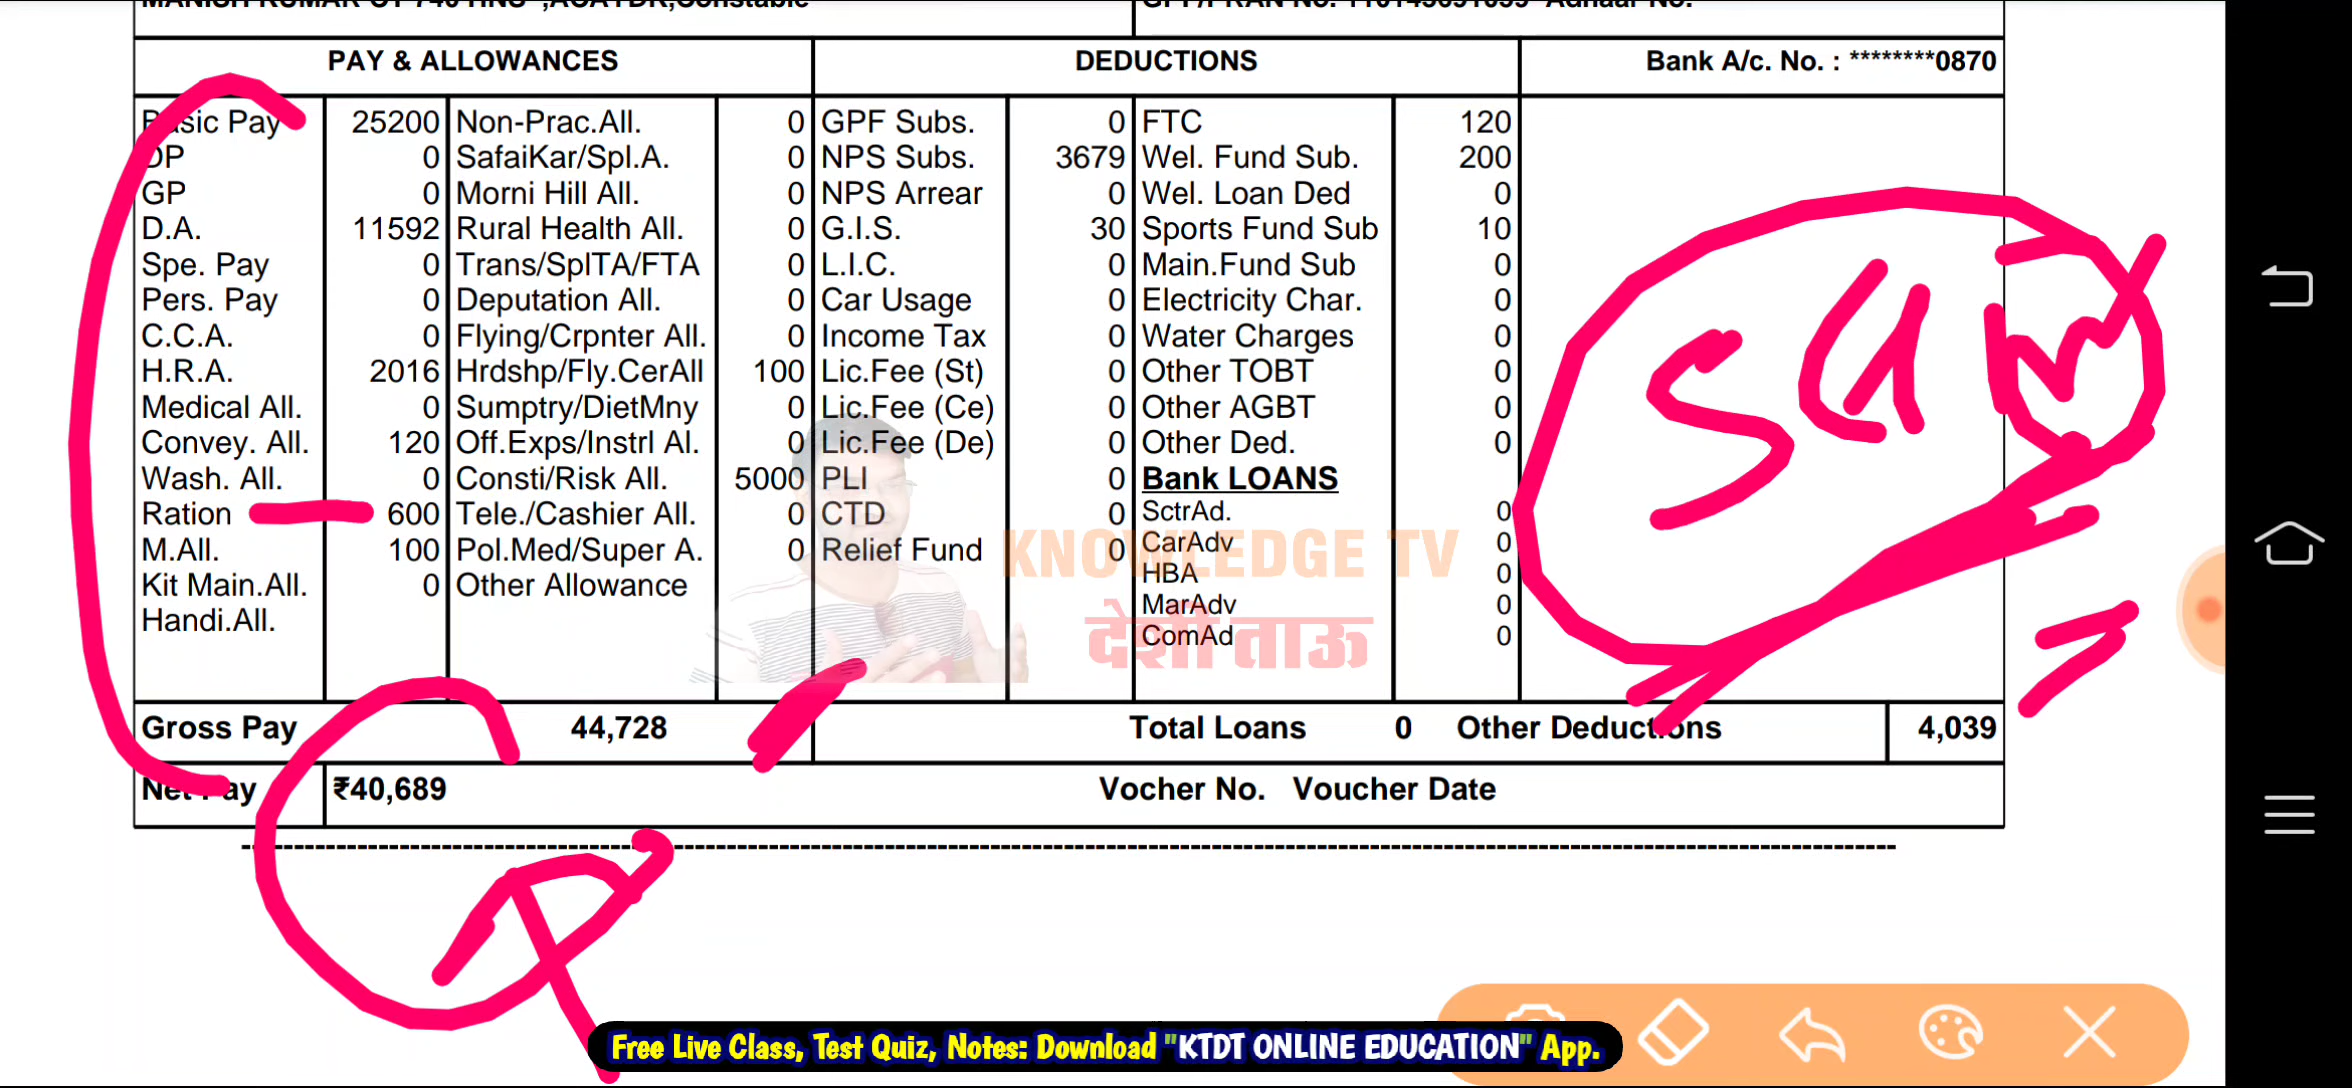 PAY & ALLOWANCES DEDUCTIONS Bank A/c. No. : ********0870
Basic Pay 25200 Non-Prac.All. 0 GPF Subs. 0 FTC 120
DP 0 SafaiKar/Spl.A. 0 NPS Subs. 3679 Wel. Fund Sub. 200
GP 0 Morni Hill All. 0 NPS Arrear 0 Wel. Loan Ded 0
D.A. 11592 Rural Health All. 0 G.I.S. 30 Sports Fund Sub 10
Spe. Pay 0 Trans/SplTA/FTA 0 L.I.C. 0 Main.Fund Sub 0
Pers. Pay 0 Deputation All. 0 Car Usage 0 Electricity Char. 0
C.C.A. 0 Flying/Crpnter All. 0 Income Tax 0 Water Charges 0
H.R.A. 2016 Hrdshp/Fly.CerAll 100 Lic.Fee (St) 0 Other TOBT 0
Medical All. 0 Sumptry/DietMny 0 Lic.Fee (Ce) 0 Other AGBT 0
Convey. All. 120 Off.Exps/Instrl Al. 0 Lic.Fee (De) 0 Other Ded. 0
Wash. All. 0 Consti/Risk All. 5000 PLI 0 Bank LOANS
Ration 600 Tele./Cashier All. 0 CTD 0 SctrAd. 0
M.All. 100 Pol.Med/Super A. 0 Relief Fund 0 CarAdv 0
Kit Main.All. 0 Other Allowance HBA 0
Handi.All. MarAdv 0
ComAd 0
KNOWLEDGE TV
देशी ताऊ
Gross Pay 44,728 Total Loans 0 Other Deductions 4,039
Net Pay ₹40,689 Vocher No. Voucher Date
Free Live Class, Test Quiz, Notes: Download "KTDT ONLINE EDUCATION" App.